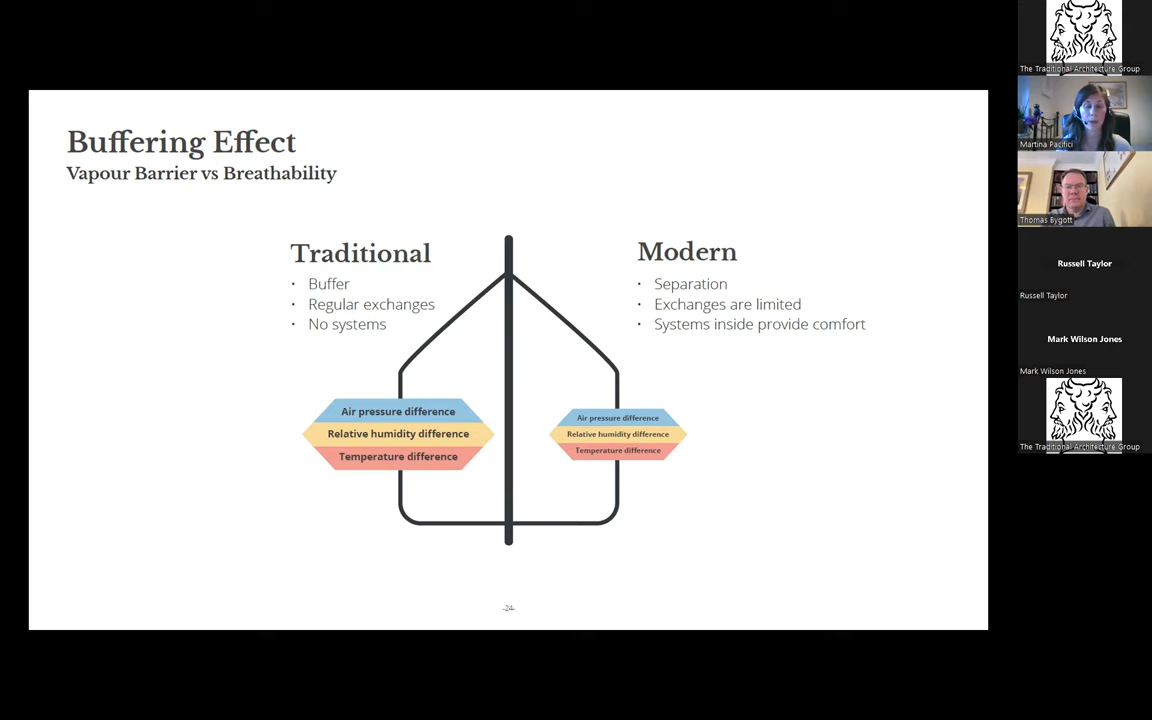 Buffering Effect
Vapour Barrier vs Breathability
Traditional
• Buffer
• Regular exchanges
• No systems
Modern
• Separation
• Exchanges are limited
• Systems inside provide comfort
Air pressure difference
Relative humidity difference
Temperature difference
Air pressure difference
Relative humidity difference
Temperature difference
-24-
The Traditional Architecture Group
Martina Pacifici
Thomas Bygott
Russell Taylor
Russell Taylor
Mark Wilson Jones
Mark Wilson Jones
The Traditional Architecture Group